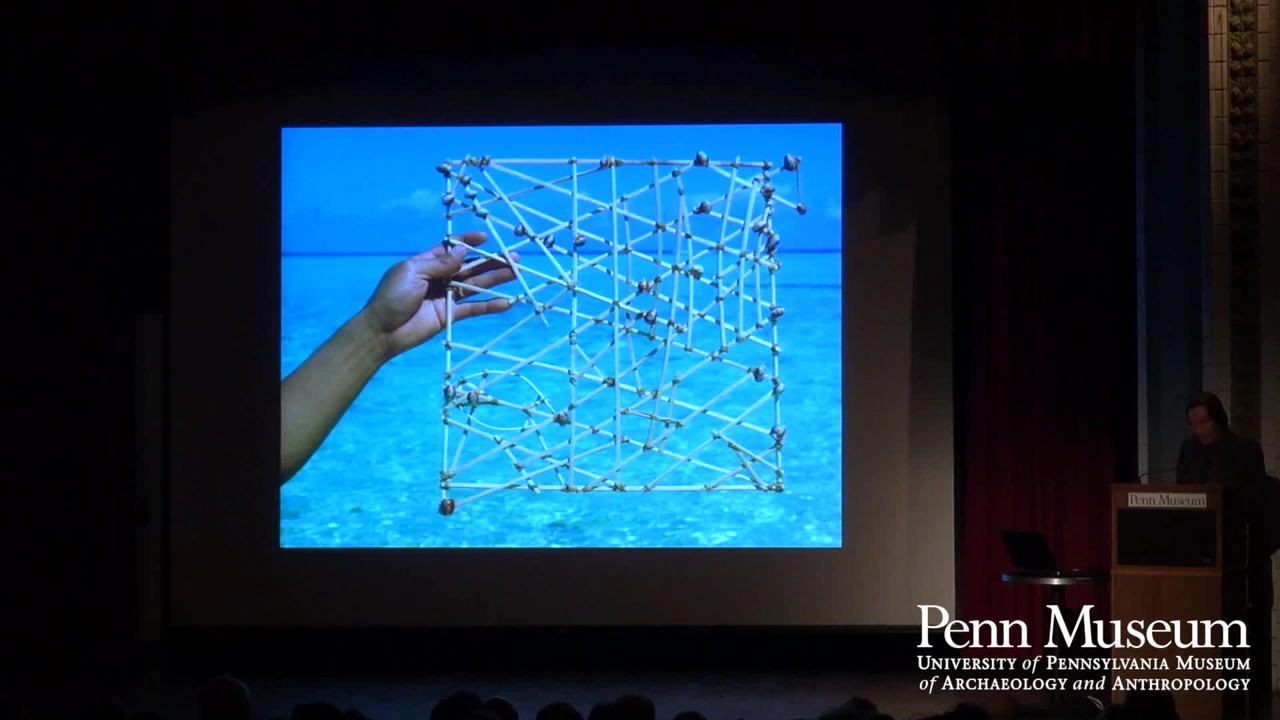 Penn Museum
Penn Museum
UNIVERSITY of PENNSYLVANIA MUSEUM
of ARCHAEOLOGY and ANTHROPOLOGY